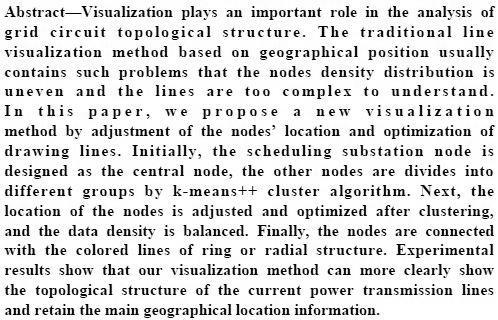 Abstract—Visualization plays an important role in the analysis of
grid circuit topological structure. The traditional line
visualization method based on geographical position usually
contains such problems that the nodes density distribution is
uneven and the lines are too complex to understand.
In this paper, we propose a new visualization
method by adjustment of the nodes’ location and optimization of
drawing lines. Initially, the scheduling substation node is
designed as the central node, the other nodes are divides into
different groups by k-means++ cluster algorithm. Next, the
location of the nodes is adjusted and optimized after clustering,
and the data density is balanced. Finally, the nodes are connected
with the colored lines of ring or radial structure. Experimental
results show that our visualization method can more clearly show
the topological structure of the current power transmission lines
and retain the main geographical location information.